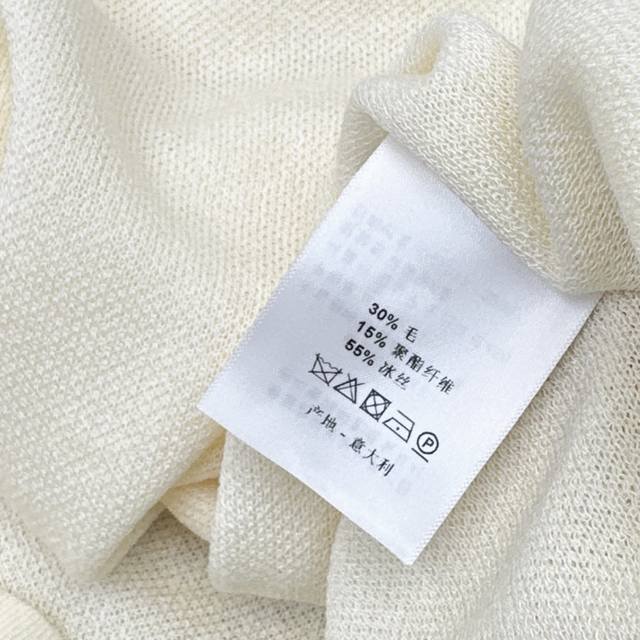 30% 毛
15% 聚酯纤维
55% 冰丝
P
产地 - 意大利